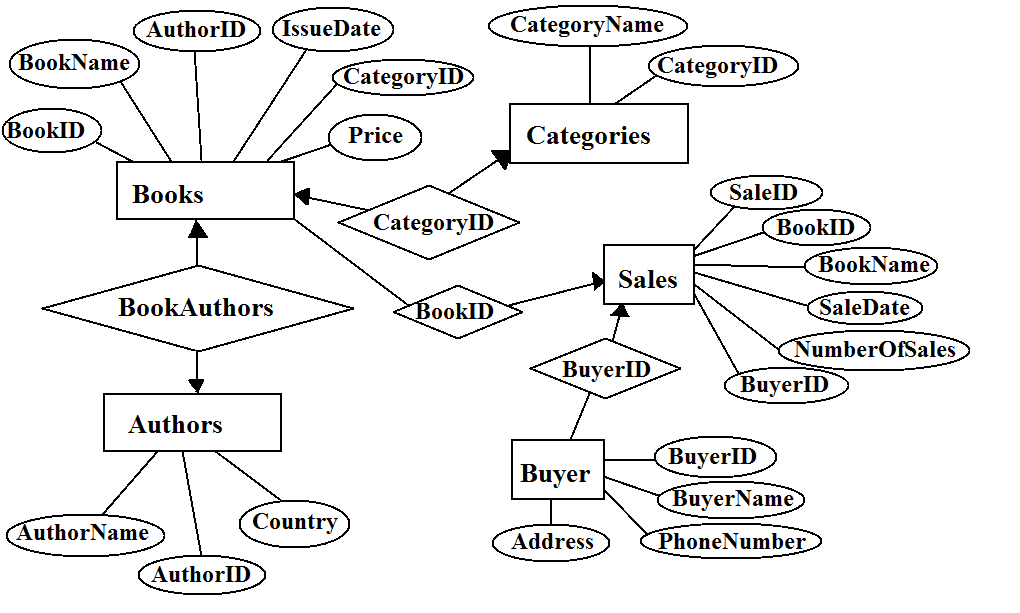 CategoryName
AuthorID
IssueDate
BookName
CategoryID
CategoryID
BookID
Price
Categories
Books
CategoryID
SaleID
BookID
BookName
Sales
SaleDate
BookAuthors
BookID
NumberOfSales
BuyerID
BuyerID
Authors
BuyerID
Buyer
BuyerName
Country
AuthorName
Address
PhoneNumber
AuthorID